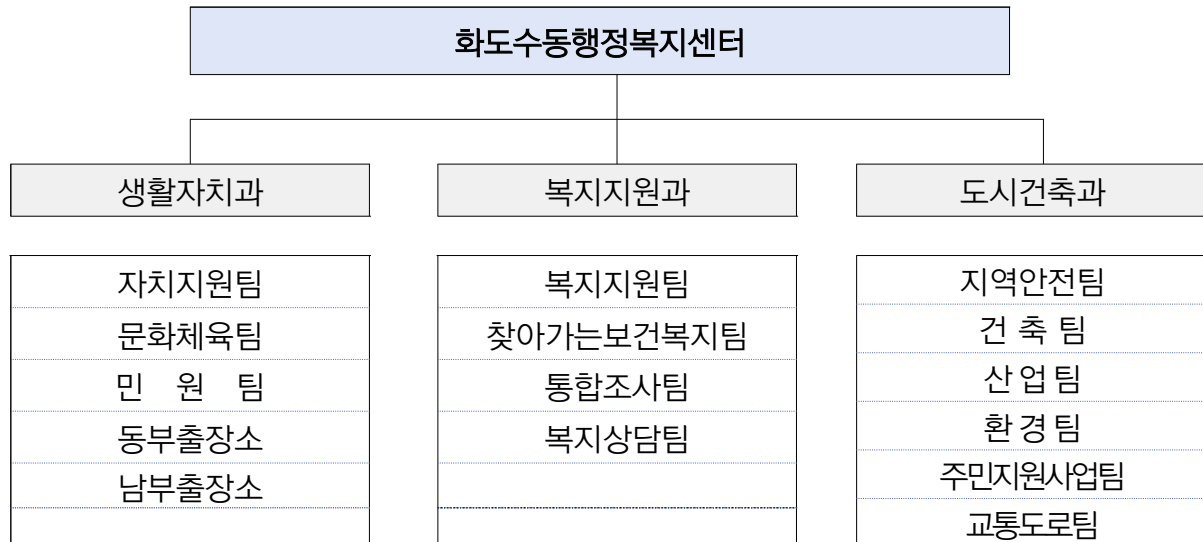 화도수동행정복지센터
생활자치과
복지지원과
도시건축과
자치지원팀
문화체육팀
민 원 팀
동부출장소
남부출장소
복지지원팀
찾아가는보건복지팀
통합조사팀
복지상담팀
지역안전팀
건 축 팀
산 업 팀
환 경 팀
주민지원사업팀
교통도로팀